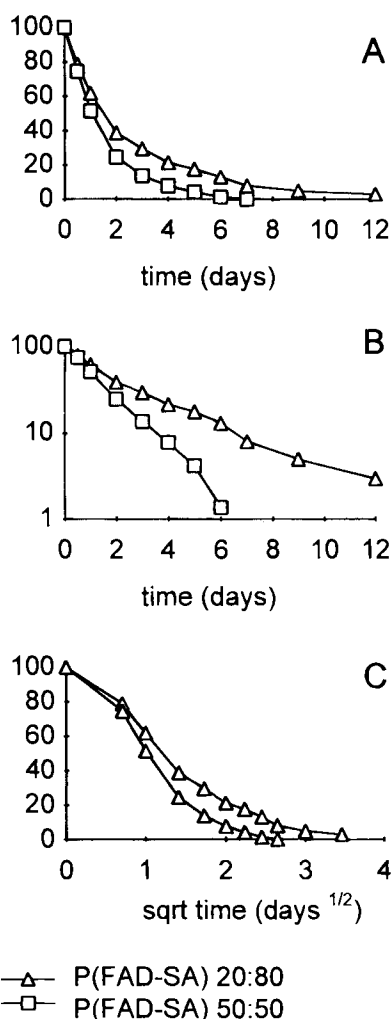 100
A
80
60
40
20
0
0 2 4 6 8 10 12
time (days)
B
100
10
1
0 2 4 6 8 10 12
time (days)
C
100
80
60
40
20
0
0 1 2 3 4
sqrt time (days 1/2)
P(FAD-SA) 20:80
P(FAD-SA) 50:50